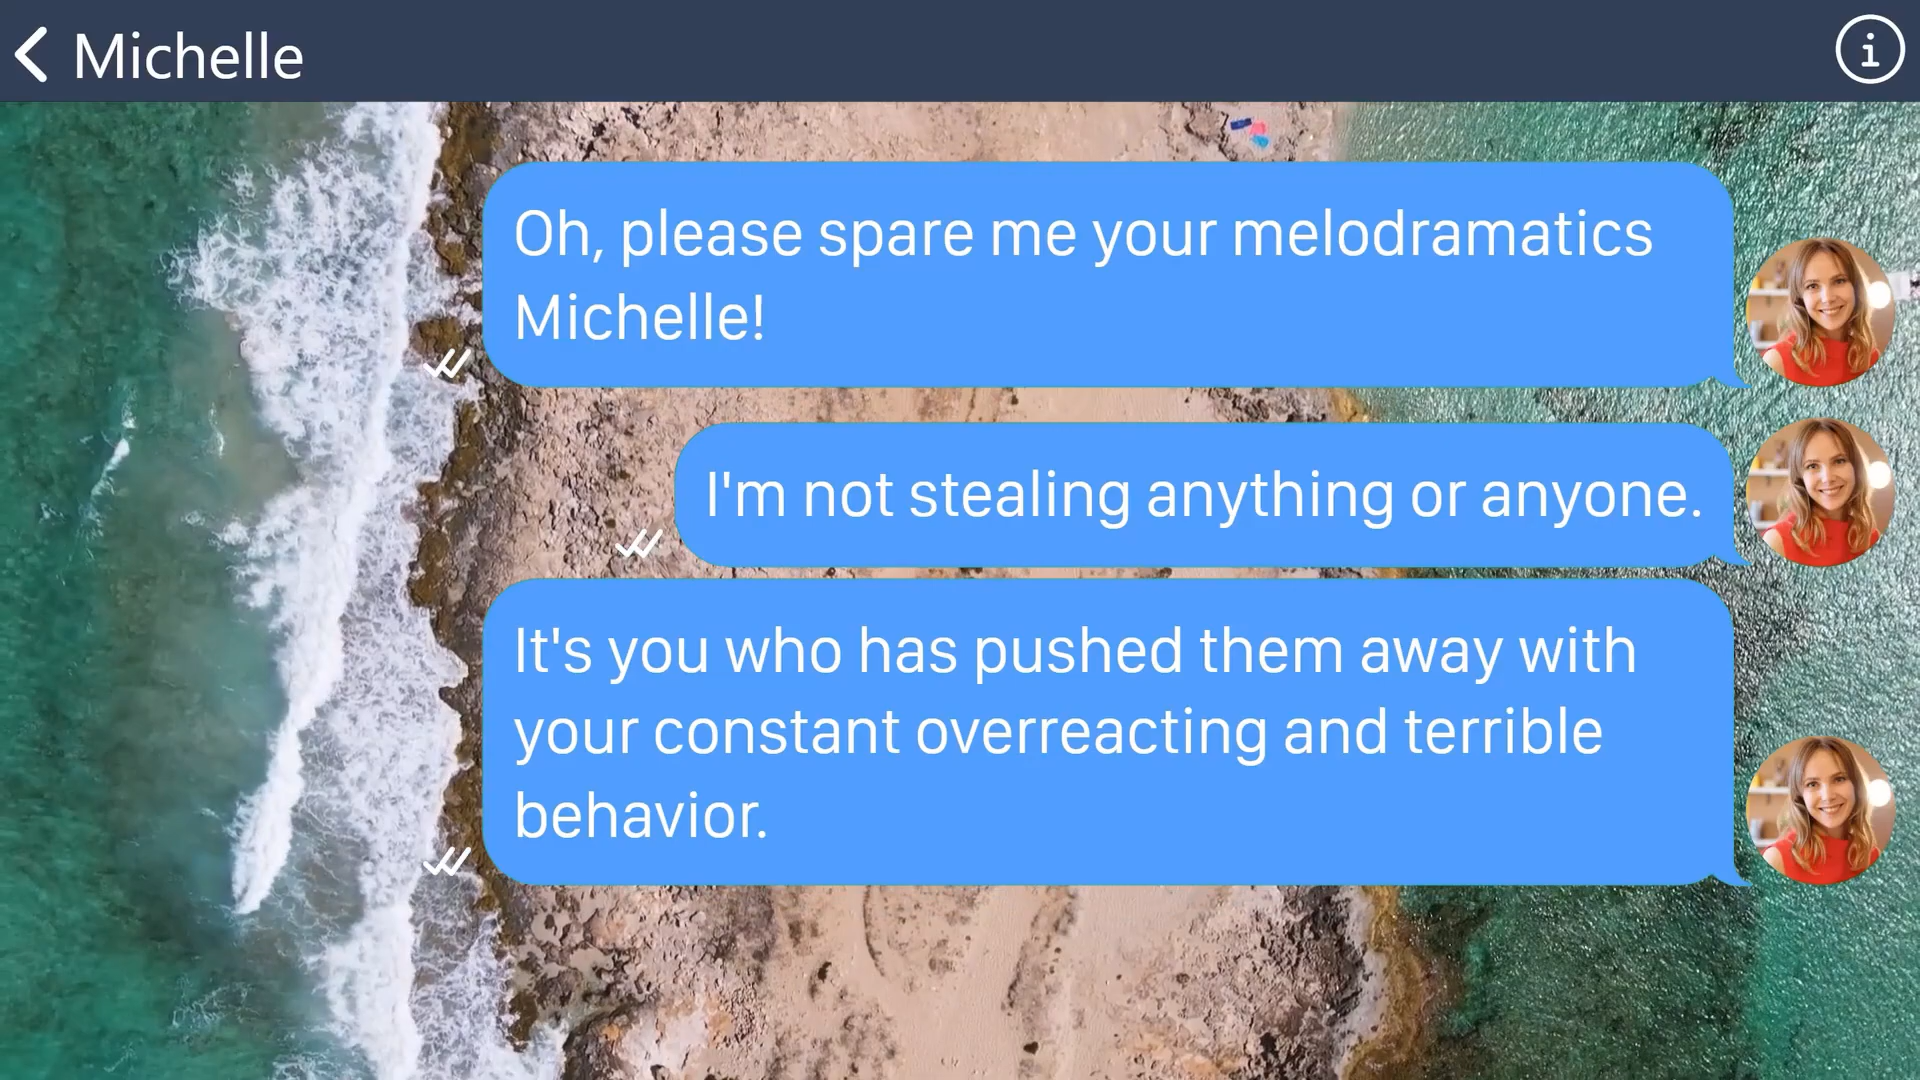 Michelle
Oh, please spare me your melodramatics
Michelle!
I'm not stealing anything or anyone.
It's you who has pushed them away with
your constant overreacting and terrible
behavior.